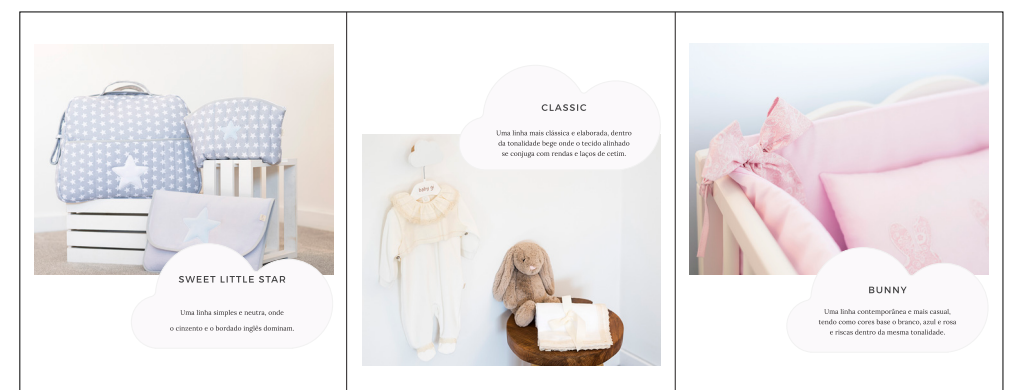 SWEET LITTLE STAR
Uma linha simples e neutra, onde
o cinzento e o bordado inglês dominam.
CLASSIC
Uma linha mais clássica e elaborada, dentro
da tonalidade bege onde o tecido alinhado
se conjuga com rendas e laços de cetim.
baby g
BUNNY
Uma linha contemporânea e mais casual,
tendo como cores base o branco, azul e rosa
e riscas dentro da mesma tonalidade.